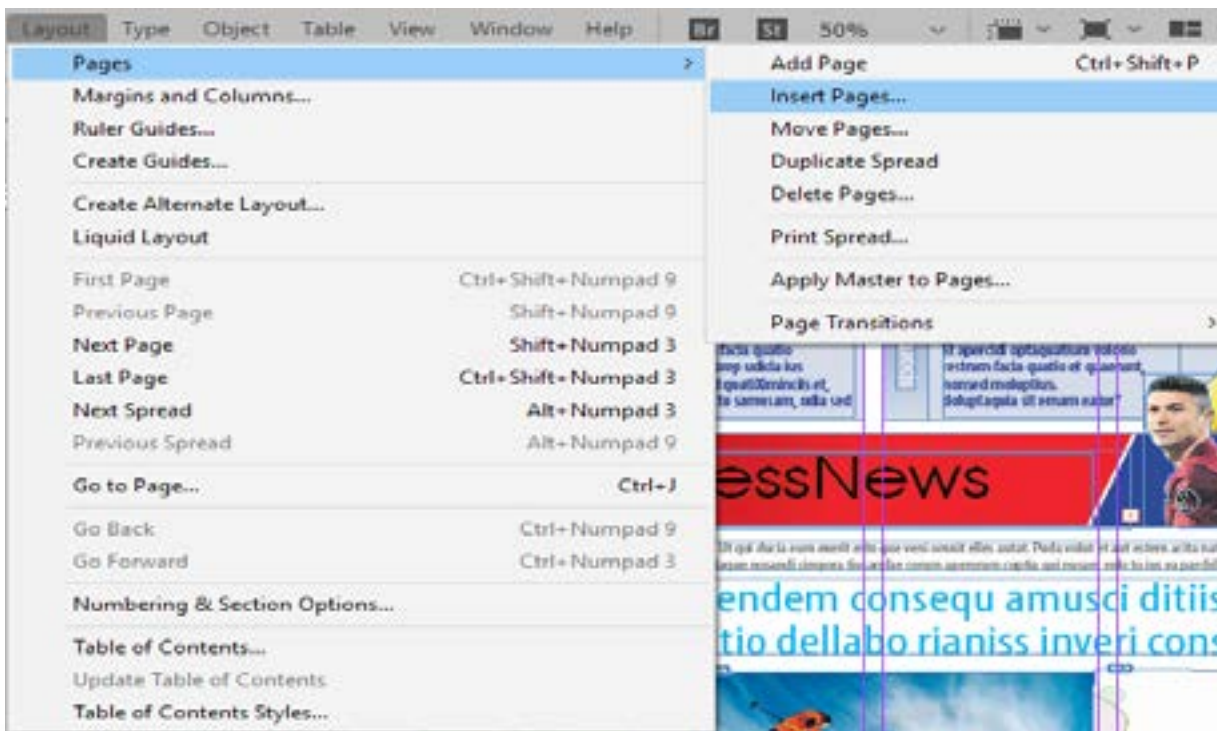 Layout Type Object Table View Window Help Br St 50%
Pages
Margins and Columns...
Ruler Guides...
Create Guides...
Create Alternate Layout...
Liquid Layout
First Page Ctrl+Shift+Numpad 9
Previous Page Shift+Numpad 9
Next Page Shift+Numpad 3
Last Page Ctrl+Shift+Numpad 3
Next Spread Alt+Numpad 3
Previous Spread Alt+Numpad 9
Go to Page... Ctrl+J
Go Back Ctrl+Numpad 9
Go Forward Ctrl+Numpad 3
Numbering & Section Options...
Table of Contents...
Update Table of Contents
Table of Contents Styles...
Add Page Ctrl+Shift+P
Insert Pages...
Move Pages...
Duplicate Spread
Delete Pages...
Print Spread...
Apply Master to Pages...
Page Transitions
essNews
endem consequ amusci ditiis
tio dellabo rianiss inveri cons